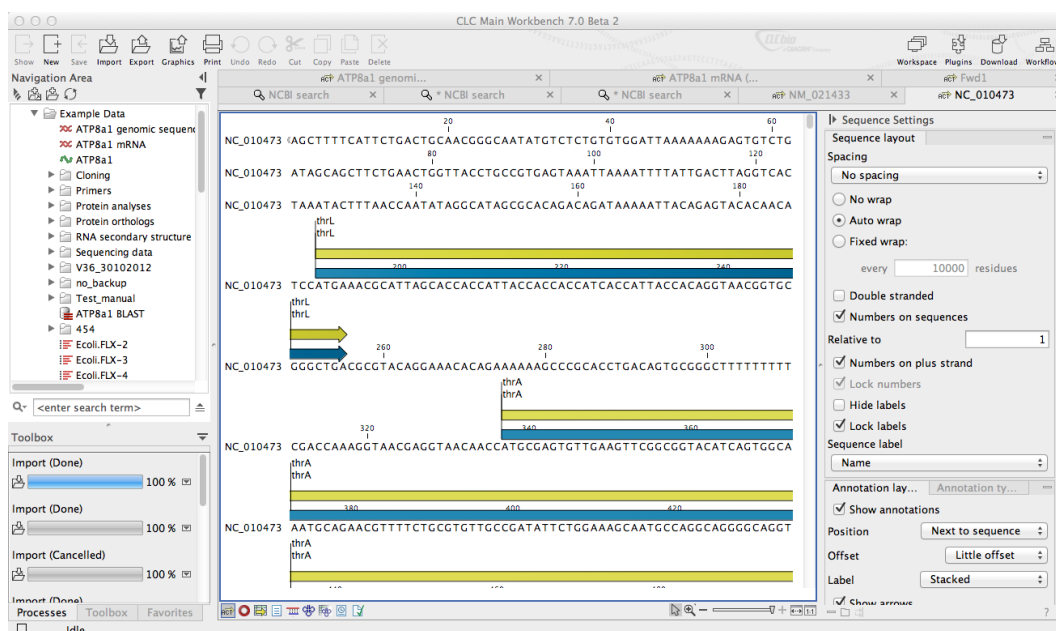 CLC Main Workbench 7.0 Beta 2
Show New Save Import Export Graphics Print Undo Redo Cut Copy Paste Delete
Workspace Plugins Download Workflow
Navigation Area
ATP8a1 genomi...
ATP8a1 mRNA (...
Fwd1
NCBI search
* NCBI search
* NCBI search
NM_021433
NC_010473
Example Data
ATP8a1 genomic sequen
ATP8a1 mRNA
ATP8a1
Cloning
Primers
Protein analyses
Protein orthologs
RNA secondary structure
Sequencing data
V36_30102012
no_backup
Test_manual
ATP8a1 BLAST
454
Ecoli.FLX-2
Ecoli.FLX-3
Ecoli.FLX-4
<enter search term>
Toolbox
Import (Done)
100 %
Import (Done)
100 %
Import (Cancelled)
100 %
Import (Done)
Processes Toolbox Favorites
Idle
20 40 60
NC_010473 AGCTTTTCATTCTGACTGCAACGGGCAATATGTCTCTGTGTGGATTAAAAAAAGAGTGTCTG
80 100 120
NC_010473 ATAGCAGCTTCTGAACTGGTTACCTGCCGTGAGTAAATTAAAATTTTATTGACTTAGGTCAC
140 160 180
NC_010473 TAAATACTTTAACCAATATAGGCATAGCGCACAGACAGATAAAAATTACAGAGTACACAACA
thrL
thrL
200 220 240
NC_010473 TCCATGAAACGCATTAGCACCACCATTACCACCACCATCACCATTACCACAGGTAACGGTGC
thrL
thrL
260 280 300
NC_010473 GGGCTGACGCGTACAGGAAACACAGAAAAAAGCCCGCACCTGACAGTGCGGGCTTTTTTTTT
thrA
thrA
320 340 360
NC_010473 CGACCAAAGGTAACGAGGTAACAACCATGCGAGTGTTGAAGTTCGGCGGTACATCAGTGGCA
thrA
thrA
380 400 420
NC_010473 AATGCAGAACGTTTTCTGCGTGTTGCCGATATTCTGGAAAGCAATGCCAGGCAGGGGCAGGT
thrA
thrA
Sequence Settings
Sequence layout
Spacing
No spacing
No wrap
Auto wrap
Fixed wrap:
every 10000 residues
Double stranded
Numbers on sequences
Relative to 1
Numbers on plus strand
Lock numbers
Hide labels
Lock labels
Sequence label
Name
Annotation lay... Annotation ty...
Show annotations
Position Next to sequence
Offset Little offset
Label Stacked
Show arrows